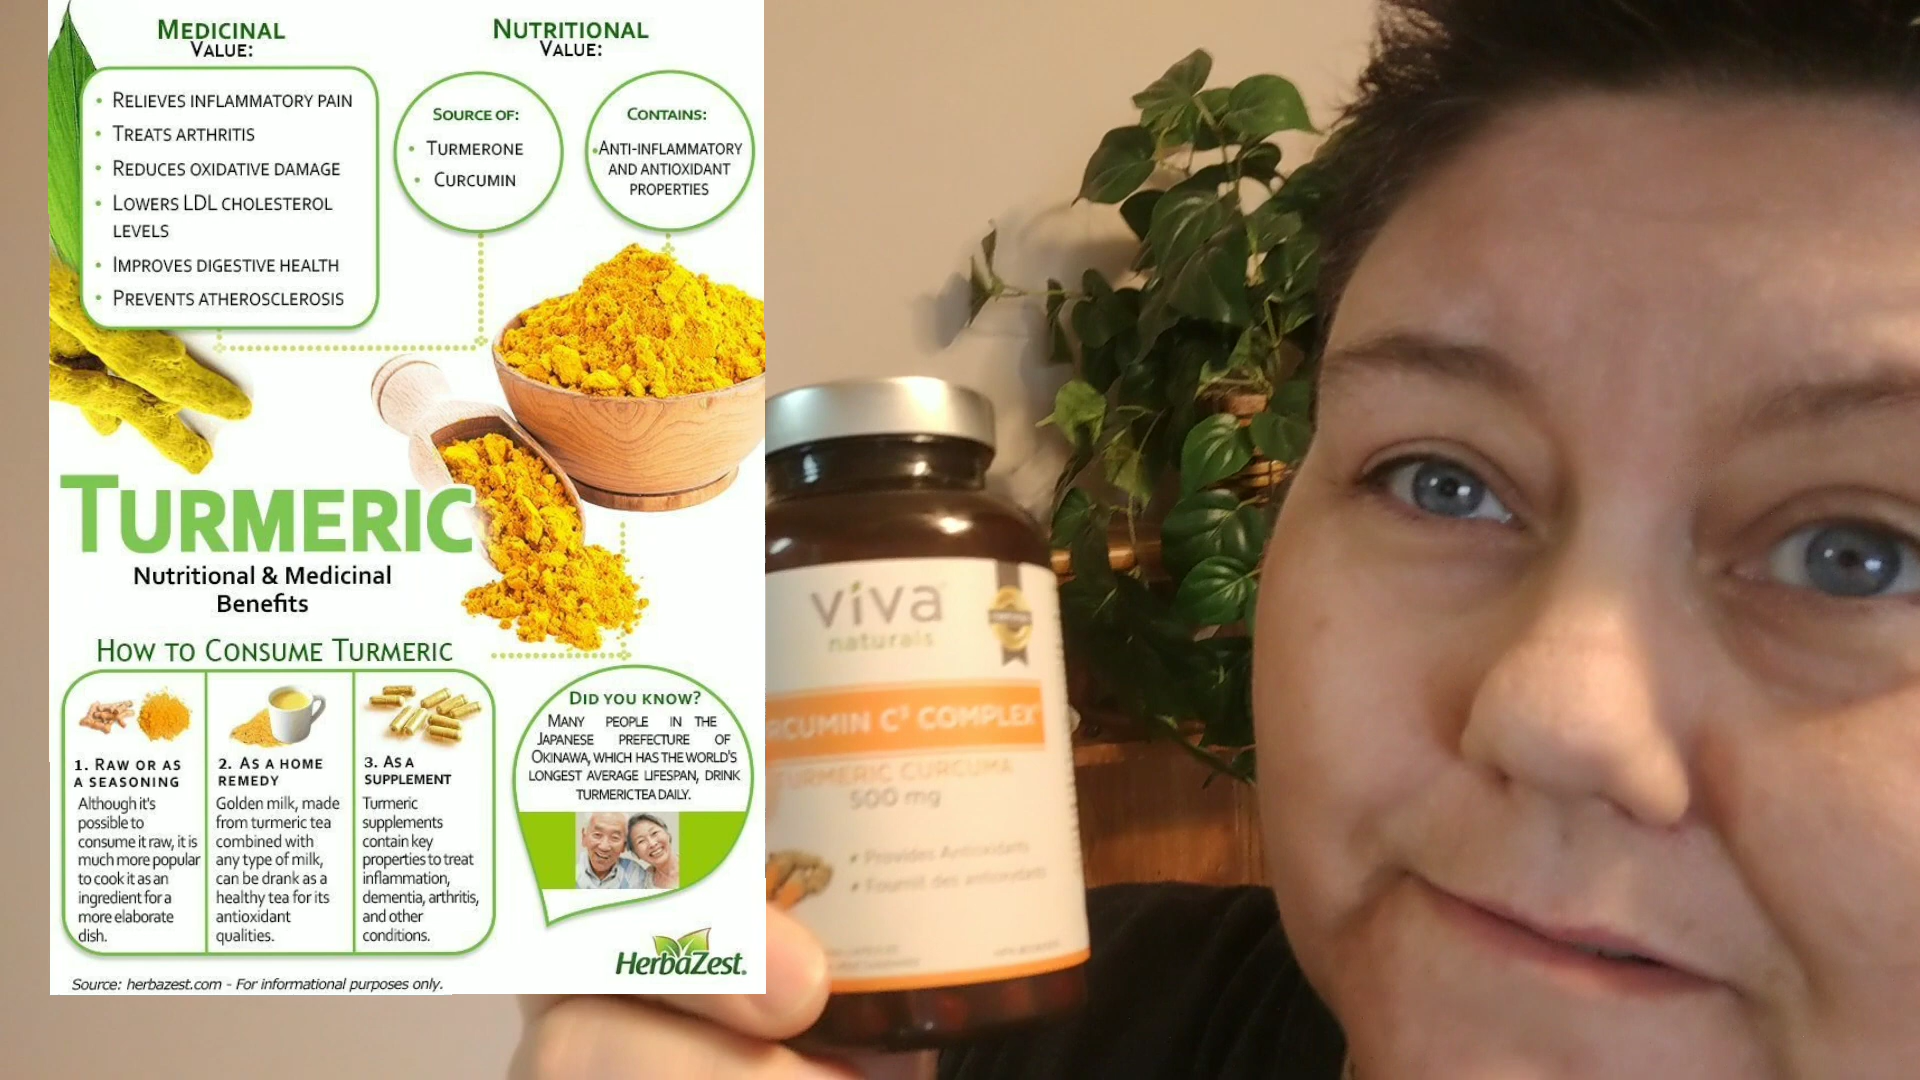 MEDICINAL
VALUE:
• RELIEVES INFLAMMATORY PAIN
• TREATS ARTHRITIS
• REDUCES OXIDATIVE DAMAGE
• LOWERS LDL CHOLESTEROL
LEVELS
• IMPROVES DIGESTIVE HEALTH
• PREVENTS ATHEROSCLEROSIS
NUTRITIONAL
VALUE:
SOURCE OF:
• TURMERONE
• CURCUMIN
CONTAINS:
• ANTI-INFLAMMATORY
AND ANTIOXIDANT
PROPERTIES
TURMERIC
Nutritional & Medicinal
Benefits
HOW TO CONSUME TURMERIC
1. RAW OR AS
A SEASONING
Although it's
possible to
consume it raw, it is
much more popular
to cook it as an
ingredient for a
more elaborate
dish.
2. AS A HOME
REMEDY
Golden milk, made
from turmeric tea
combined with
any type of milk,
can be drank as a
healthy tea for its
antioxidant
qualities.
3. AS A
SUPPLEMENT
Turmeric
supplements
contain key
properties to treat
inflammation,
dementia, arthritis,
and other
conditions.
DID YOU KNOW?
MANY PEOPLE IN THE
JAPANESE PREFECTURE OF
OKINAWA, WHICH HAS THE WORLD'S
LONGEST AVERAGE LIFESPAN, DRINK
TURMERIC TEA DAILY.
HerbaZest®
Source: herbazest.com - For informational purposes only.
viva
naturals
RCUMIN C³ COMPLEX
TURMERIC CURCUMA
500 mg
• Provides Antioxidants
• Fournit des antioxidants